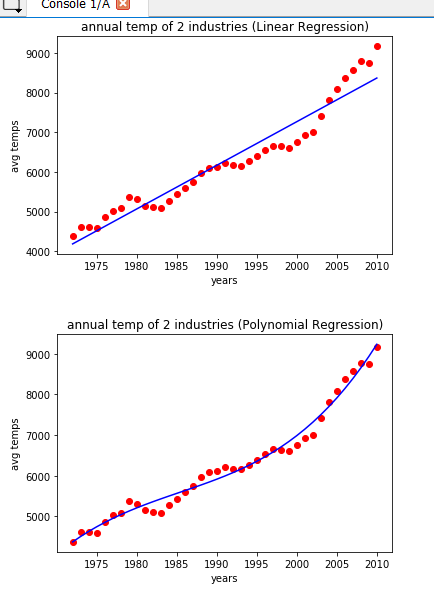 Console 1/A
annual temp of 2 industries (Linear Regression)
9000
8000
7000
6000
5000
4000
avg temps
1975 1980 1985 1990 1995 2000 2005 2010
years
annual temp of 2 industries (Polynomial Regression)
9000
8000
7000
6000
5000
avg temps
1975 1980 1985 1990 1995 2000 2005 2010
years